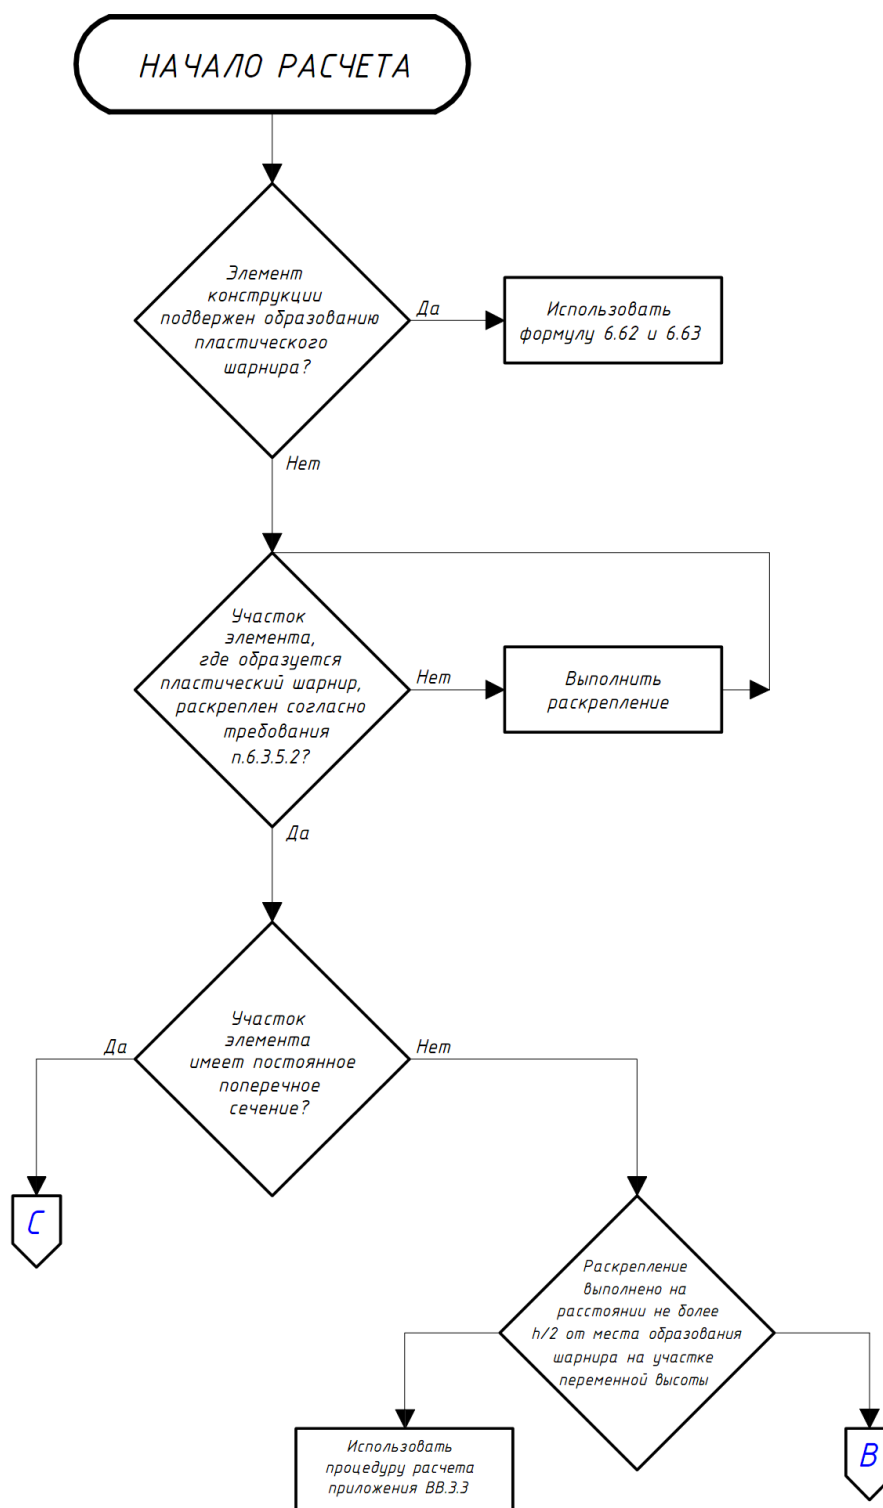 НАЧАЛО РАСЧЕТА
Элемент
конструкции
подвержен образованию
пластического
шарнира?
Да
Использовать
формулу 6.62 и 6.63
Нет
Участок
элемента,
где образуется
пластический шарнир,
раскреплен согласно
требования
п.6.3.5.2?
Нет
Выполнить
раскрепление
Да
Участок
элемента
имеет постоянное
поперечное
сечение?
Да
Нет
С
Раскрепление
выполнено на
расстоянии не более
h/2 от места образования
шарнира на участке
переменной высоты
Использовать
процедуру расчета
приложения ВВ.3.3
В